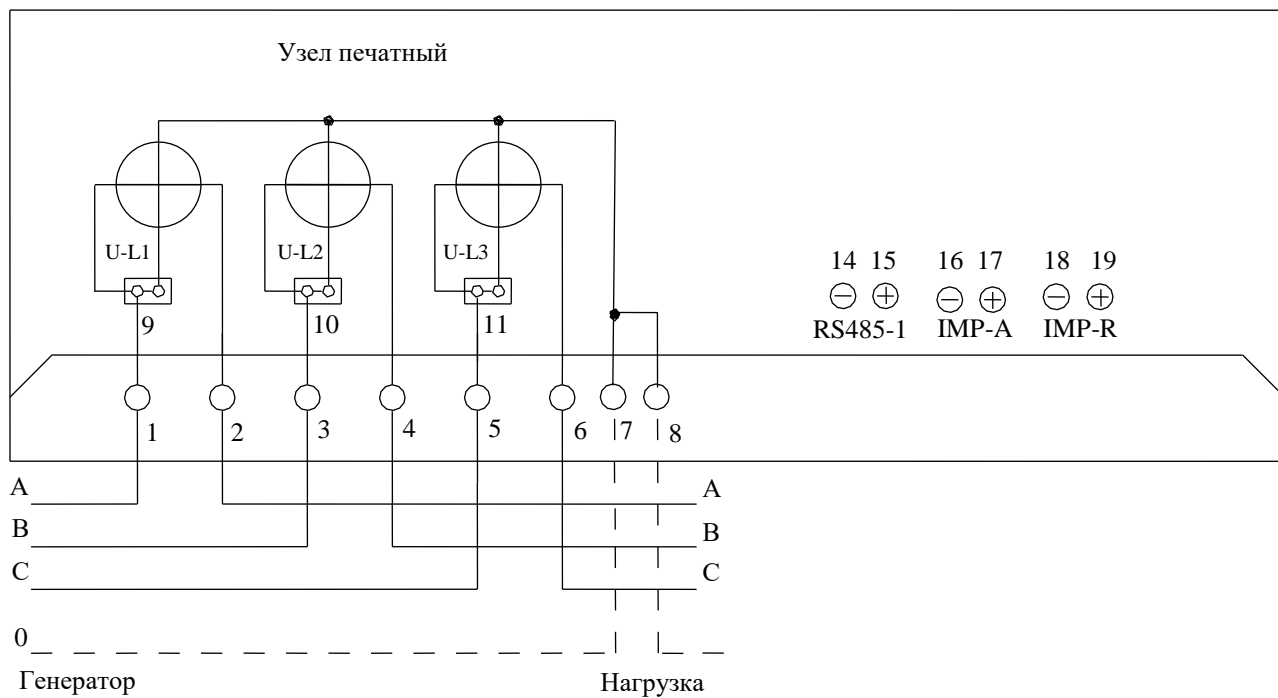 Узел печатный
U-L1 U-L2 U-L3
14 15 16 17 18 19
9 10 11 RS485-1 IMP-A IMP-R
1 2 3 4 5 6 7 8
A A
B B
C C
0
Генератор Нагрузка